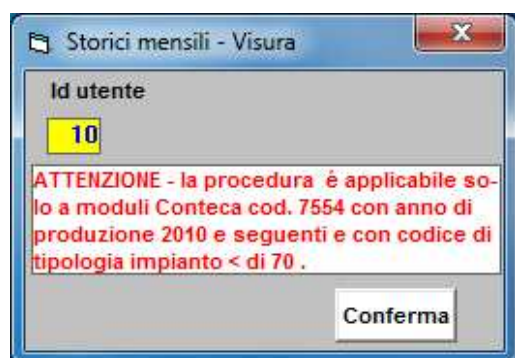 Storici mensili - Visura
Id utente
10
ATTENZIONE - la procedura é applicabile so-
lo a moduli Conteca cod. 7554 con anno di
produzione 2010 e seguenti e con codice di
tipologia impianto < di 70 .
Conferma